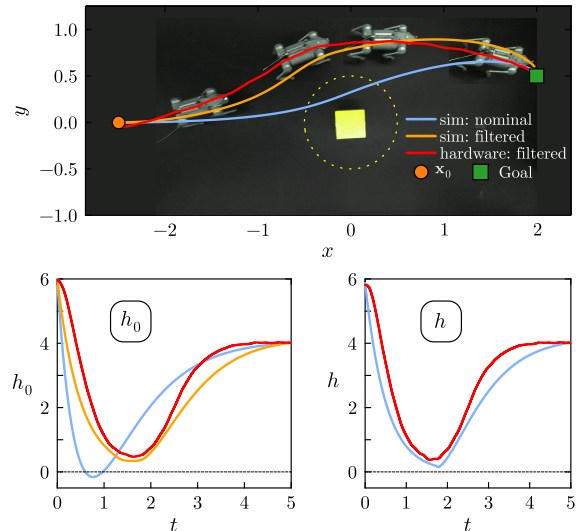 1.0
0.5
0.0
−0.5
−1.0
y
sim: nominal
sim: filtered
hardware: filtered
x₀ Goal
−2 −1 0 1 2
x
6
4
2
0
h₀
h₀
0 1 2 3 4 5
t
6
4
2
0
h
h
0 1 2 3 4 5
t